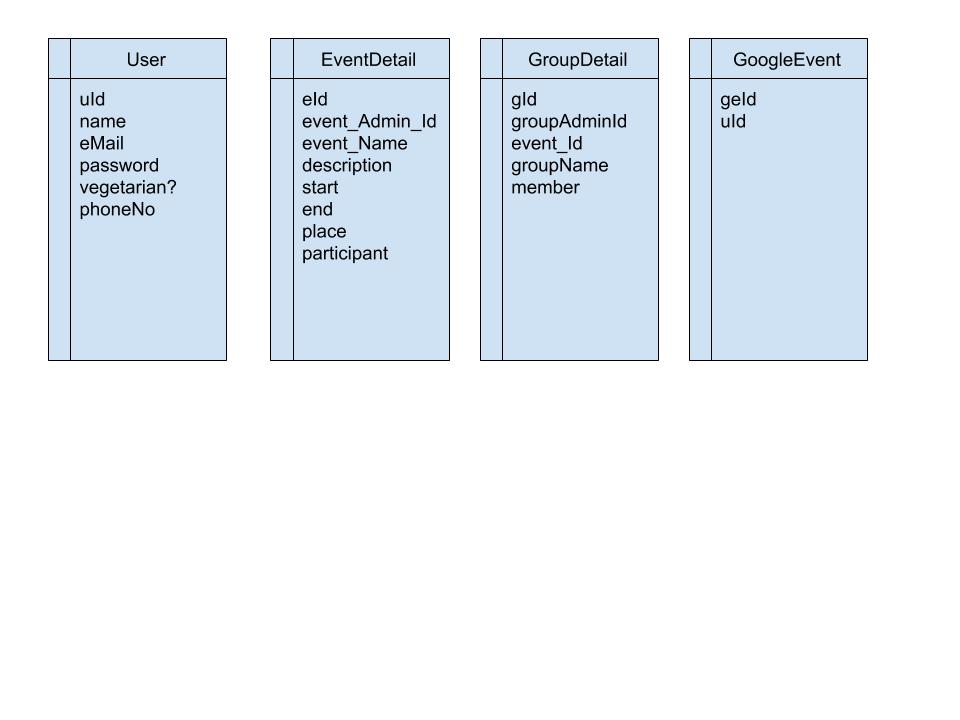 User
uId
name
eMail
password
vegetarian?
phoneNo
EventDetail
eId
event_Admin_Id
event_Name
description
start
end
place
participant
GroupDetail
gId
groupAdminId
event_Id
groupName
member
GoogleEvent
geId
uId